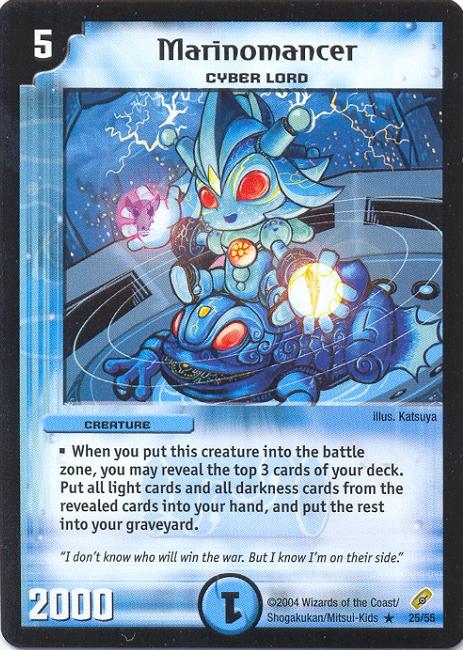 5
Marinomancer
CYBER LORD
illus. Katsuya
CREATURE
▪ When you put this creature into the battle
zone, you may reveal the top 3 cards of your deck.
Put all light cards and all darkness cards from the
revealed cards into your hand, and put the rest
into your graveyard.
“I don't know who will win the war. But I know I'm on their side.”
2000
1
©2004 Wizards of the Coast/
Shogakukan/Mitsui-Kids ★ 25/55